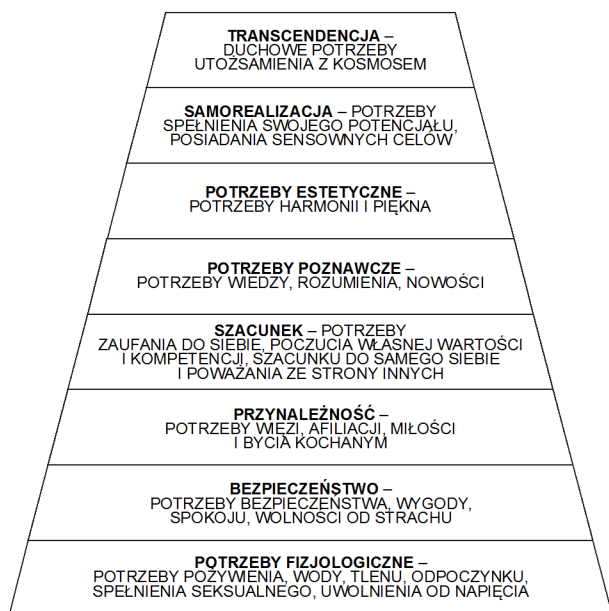 TRANSCENDENCJA –
DUCHOWE POTRZEBY
UTOŻSAMIENIA Z KOSMOSEM
SAMOREALIZACJA – POTRZEBY
SPEŁNIENIA SWOJEGO POTENCJAŁU,
POSIADANIA SENSOWNYCH CELÓW
POTRZEBY ESTETYCZNE –
POTRZEBY HARMONII I PIĘKNA
POTRZEBY POZNAWCZE –
POTRZEBY WIEDZY, ROZUMIENIA, NOWOŚCI
SZACUNEK – POTRZEBY
ZAUFANIA DO SIEBIE, POCZUCIA WŁASNEJ WARTOŚCI
I KOMPETENCJI, SZACUNKU DO SAMEGO SIEBIE
I POWAŻANIA ZE STRONY INNYCH
PRZYNALEŻNOŚĆ –
POTRZEBY WIĘZI, AFILIACJI, MIŁOŚCI
I BYCIA KOCHANYM
BEZPIECZEŃSTWO –
POTRZEBY BEZPIECZEŃSTWA, WYGODY,
SPOKOJU, WOLNOŚCI OD STRACHU
POTRZEBY FIZJOLOGICZNE –
POTRZEBY POŻYWIENIA, WODY, TLENU, ODPOCZYNKU,
SPEŁNIENIA SEKSUALNEGO, UWOLNIENIA OD NAPIĘCIA